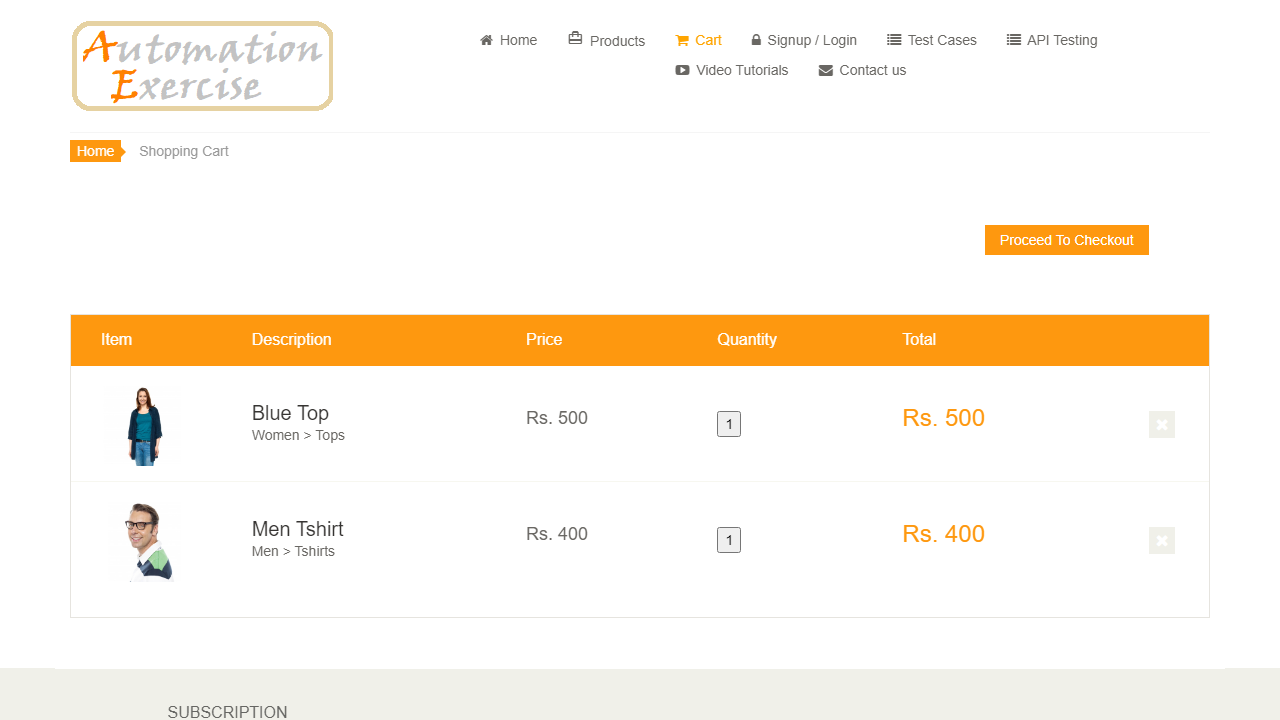 Automation
Exercise
Home Products Cart Signup / Login Test Cases API Testing
Video Tutorials Contact us
Home Shopping Cart
Proceed To Checkout
Item Description Price Quantity Total
Blue Top
Women > Tops
Rs. 500 1 Rs. 500
Men Tshirt
Men > Tshirts
Rs. 400 1 Rs. 400
SUBSCRIPTION